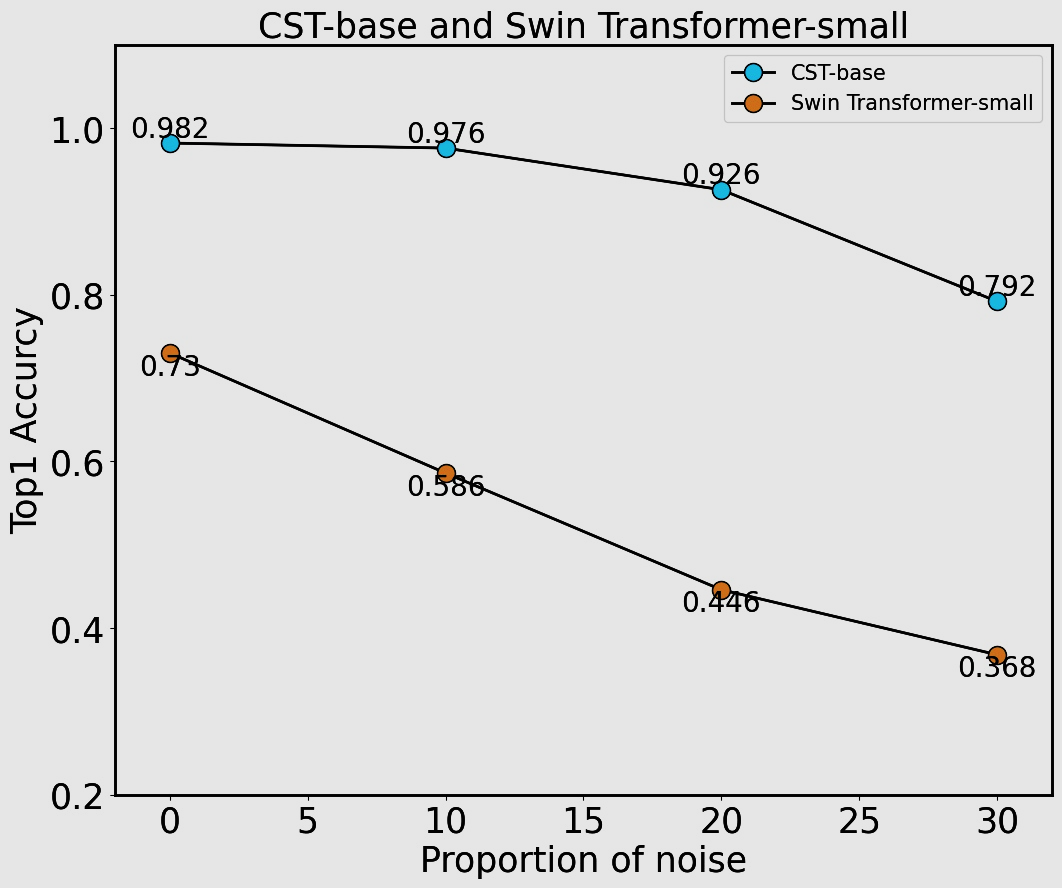 CST-base and Swin Transformer-small
CST-base
Swin Transformer-small
1.0
0.8
0.6
0.4
0.2
Top1 Accurcy
0.982
0.976
0.926
0.792
0.73
0.586
0.446
0.368
0 5 10 15 20 25 30
Proportion of noise